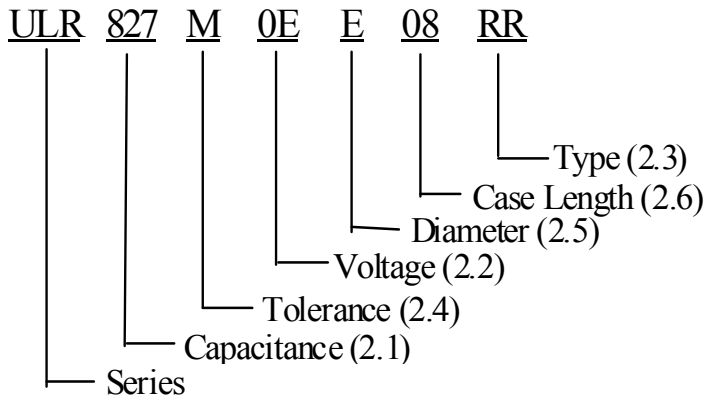 ULR 827 M 0E E 08 RR
Type (2.3)
Case Length (2.6)
Diameter (2.5)
Voltage (2.2)
Tolerance (2.4)
Capacitance (2.1)
Series